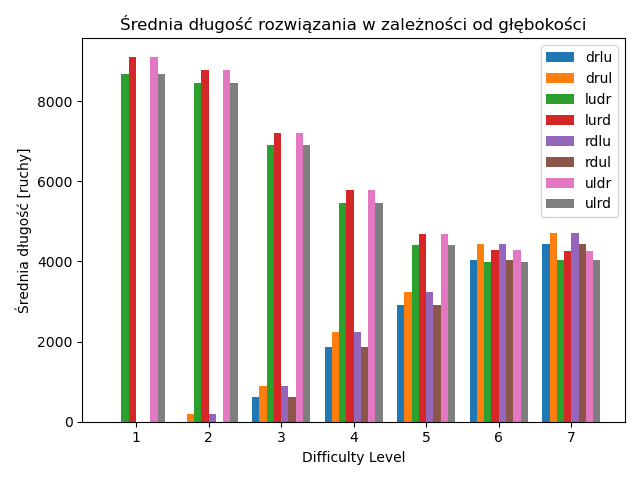 Średnia długość rozwiązania w zależności od głębokości
Średnia długość [ruchy]
8000
6000
4000
2000
0
1 2 3 4 5 6 7
Difficulty Level
drlu
drul
ludr
lurd
rdlu
rdul
uldr
ulrd